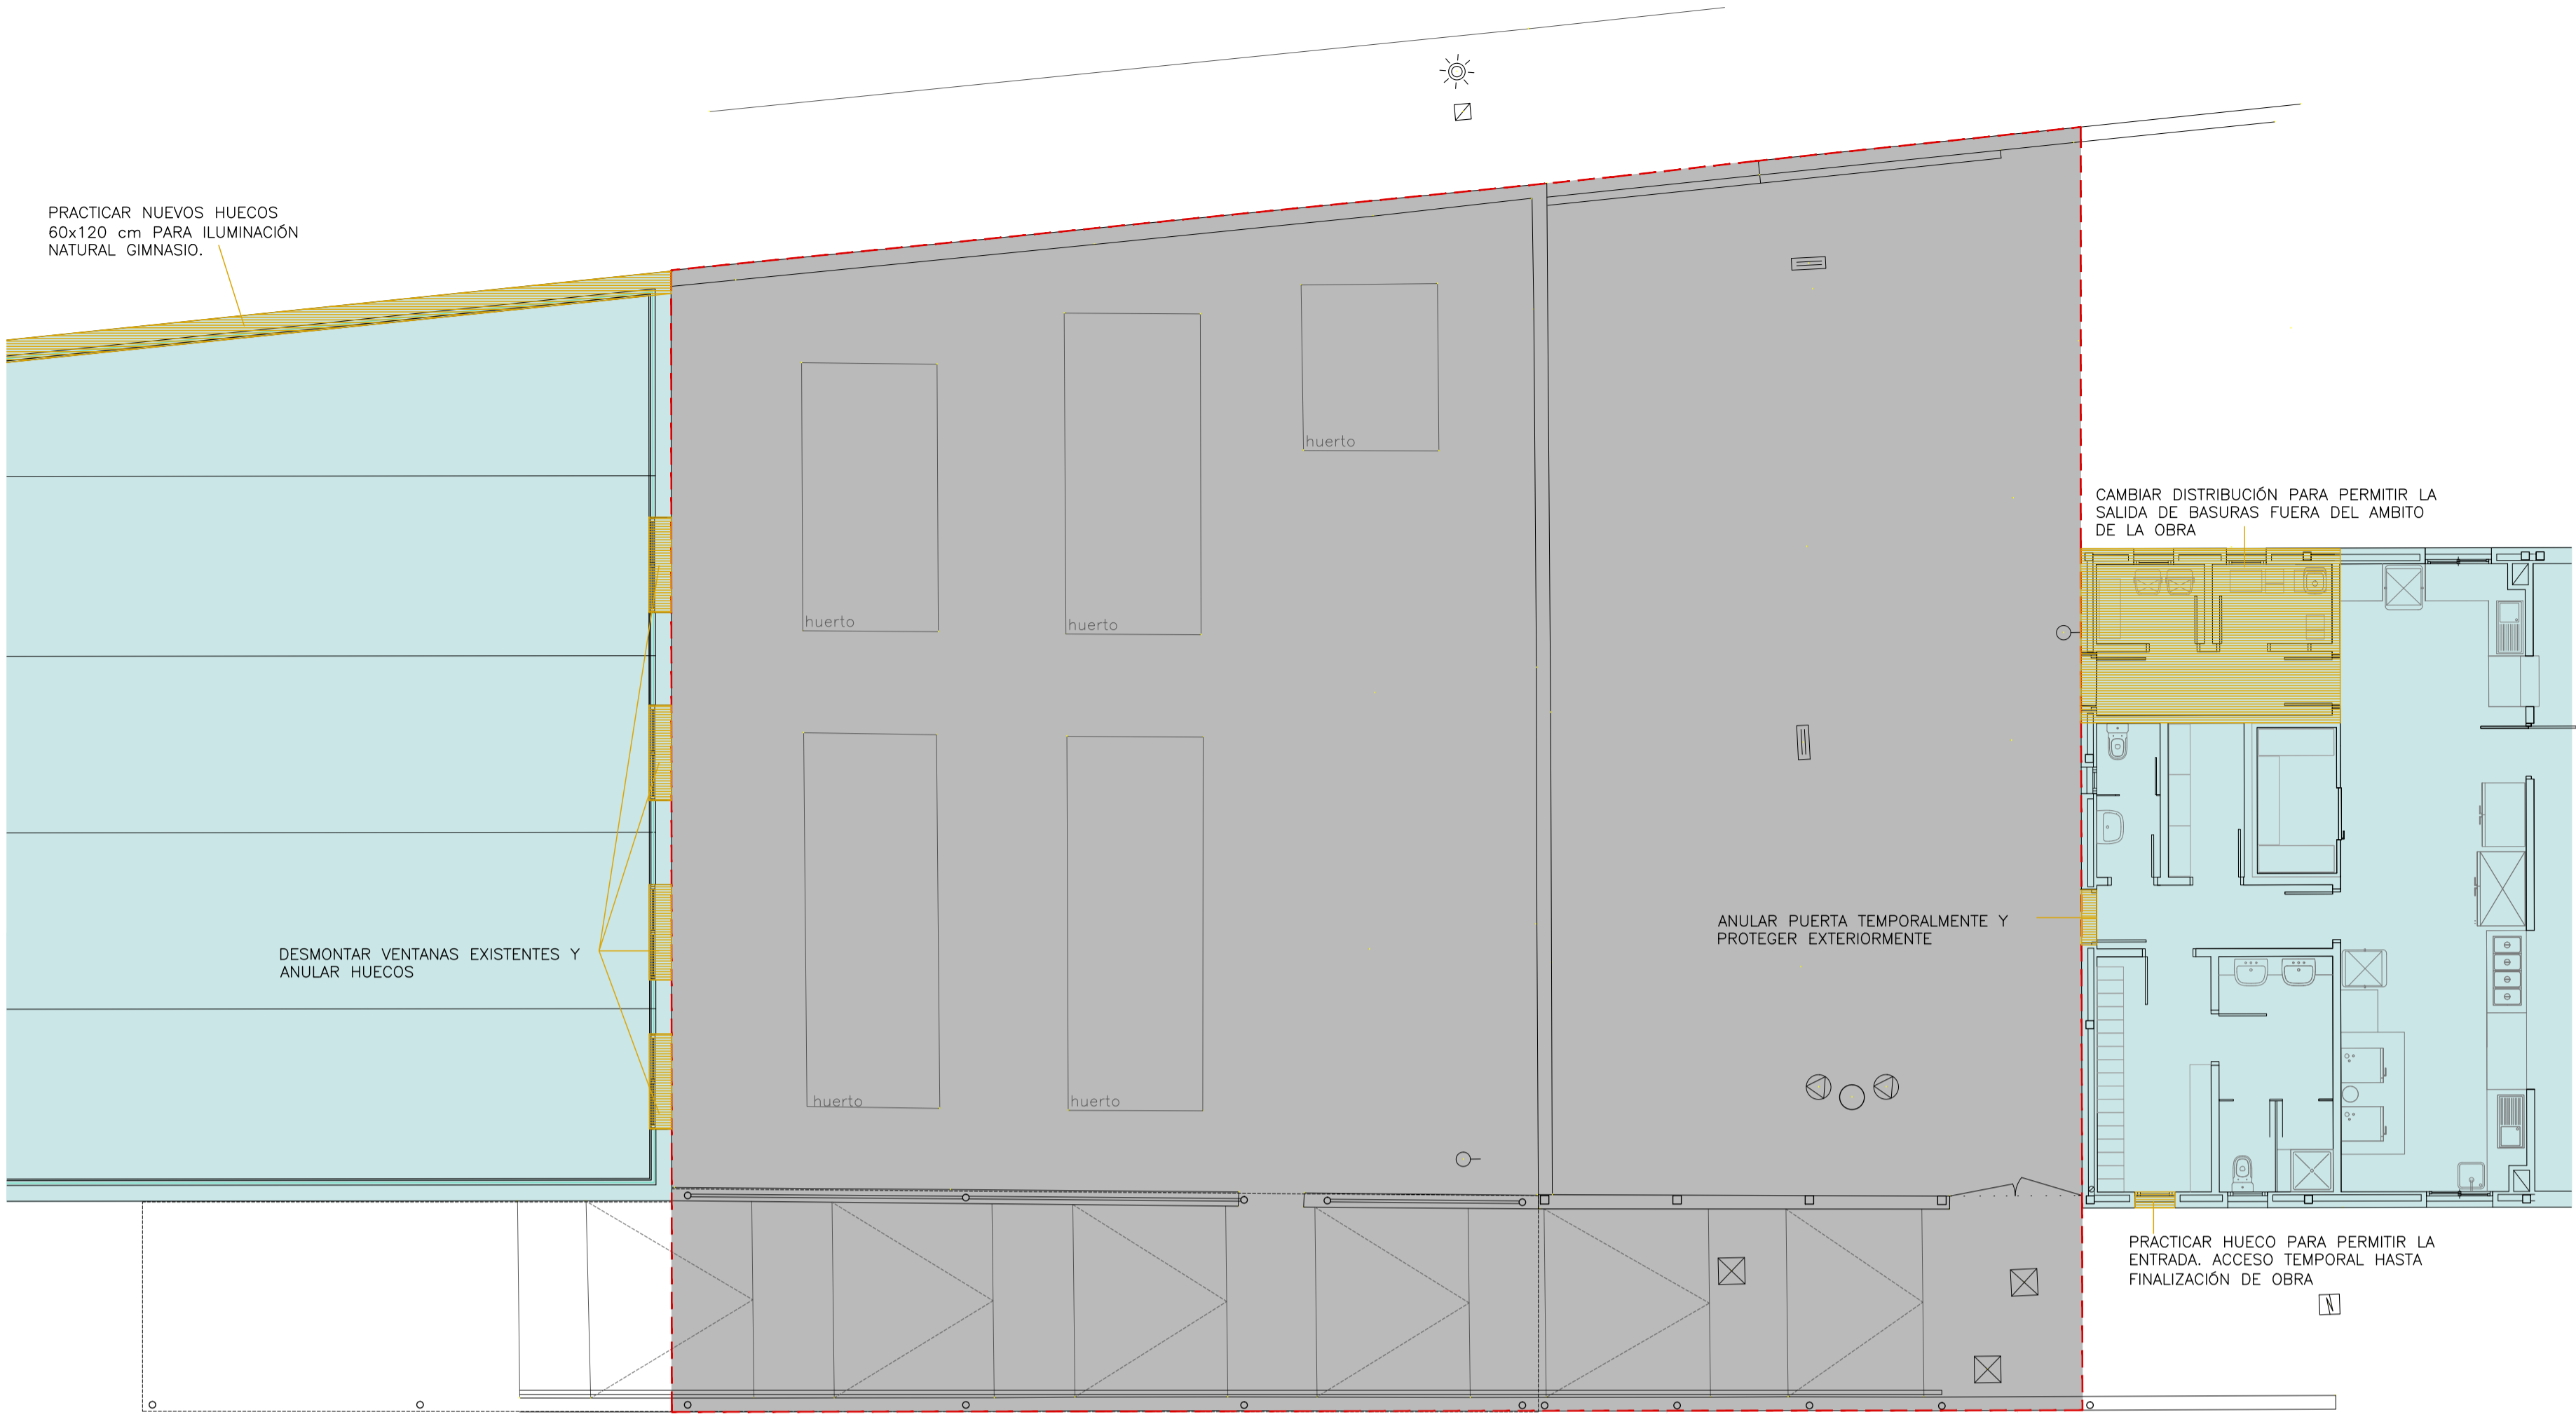 PRACTICAR NUEVOS HUECOS
60x120 cm PARA ILUMINACIÓN
NATURAL GIMNASIO.
huerto
CAMBIAR DISTRIBUCIÓN PARA PERMITIR LA
SALIDA DE BASURAS FUERA DEL AMBITO
DE LA OBRA
huerto
huerto
ANULAR PUERTA TEMPORALMENTE Y
PROTEGER EXTERIORMENTE
DESMONTAR VENTANAS EXISTENTES Y
ANULAR HUECOS
huerto
huerto
PRACTICAR HUECO PARA PERMITIR LA
ENTRADA. ACCESO TEMPORAL HASTA
FINALIZACIÓN DE OBRA